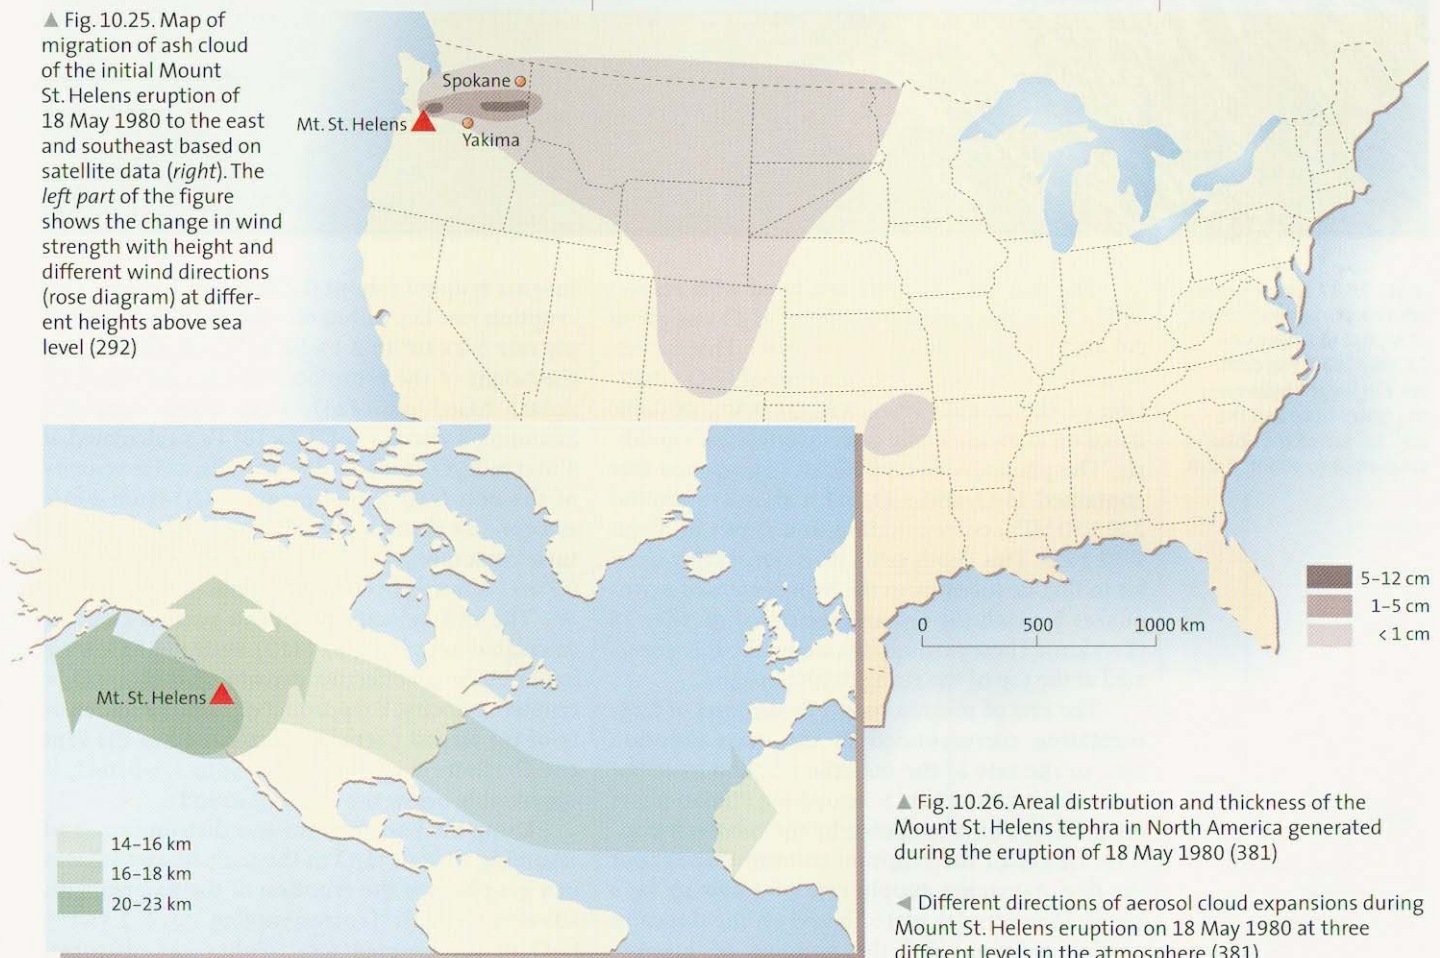 ▲ Fig. 10.25. Map of
migration of ash cloud
of the initial Mount
St. Helens eruption of
18 May 1980 to the east
and southeast based on
satellite data (right). The
left part of the figure
shows the change in wind
strength with height and
different wind directions
(rose diagram) at differ-
ent heights above sea
level (292)
Spokane
Mt. St. Helens
Yakima
5–12 cm
1–5 cm
< 1 cm
0 500 1000 km
Mt. St. Helens
14–16 km
16–18 km
20–23 km
▲ Fig. 10.26. Areal distribution and thickness of the
Mount St. Helens tephra in North America generated
during the eruption of 18 May 1980 (381)
◀ Different directions of aerosol cloud expansions during
Mount St. Helens eruption on 18 May 1980 at three
different levels in the atmosphere (381)